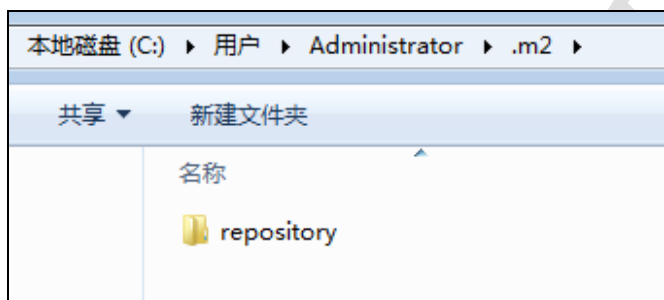 本地磁盘 (C:) ▸ 用户 ▸ Administrator ▸ .m2 ▸
共享 ▼ 新建文件夹
名称
repository